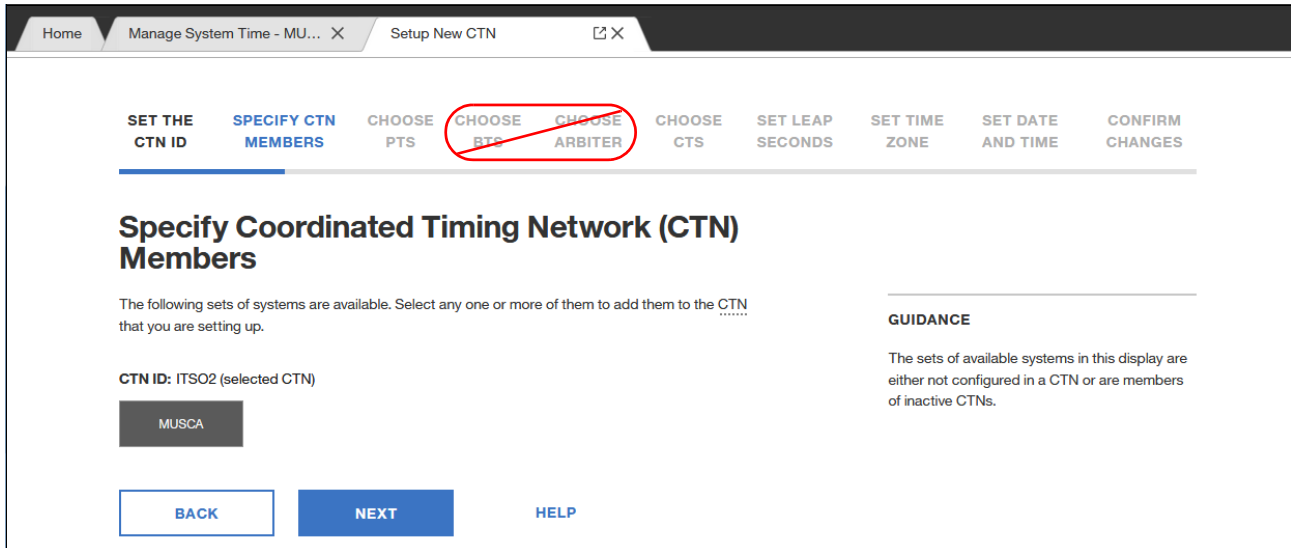 Home
Manage System Time - MU...
Setup New CTN
SET THE CTN ID
SPECIFY CTN MEMBERS
CHOOSE PTS
CHOOSE BTS
CHOOSE ARBITER
CHOOSE CTS
SET LEAP SECONDS
SET TIME ZONE
SET DATE AND TIME
CONFIRM CHANGES
Specify Coordinated Timing Network (CTN)
Members
The following sets of systems are available. Select any one or more of them to add them to the CTN
that you are setting up.
CTN ID: ITSO2 (selected CTN)
MUSCA
BACK
NEXT
HELP
GUIDANCE
The sets of available systems in this display are
either not configured in a CTN or are members
of inactive CTNs.